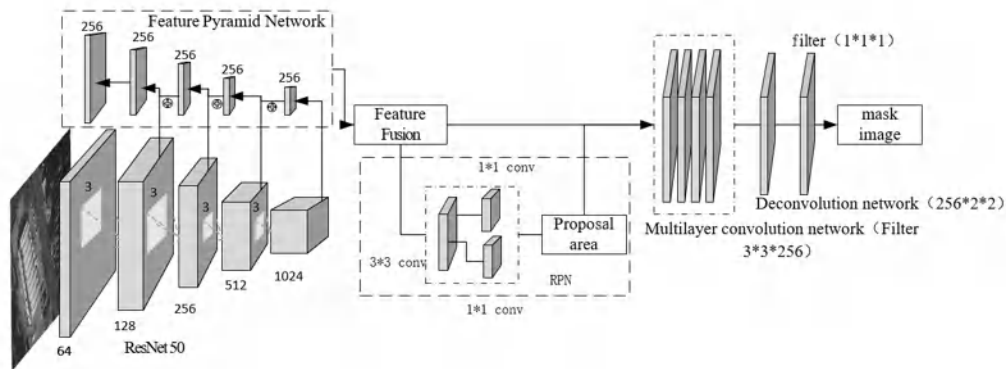 Feature Pyramid Network
256
256
256
256
256
filter（1*1*1）
Feature
Fusion
mask
image
1*1 conv
3
3
3
3
Deconvolution network（256*2*2）
Proposal
area
Multilayer convolution network（Filter
3*3*256）
3*3 conv
RPN
1024
512
256
1*1 conv
128
ResNet 50
64